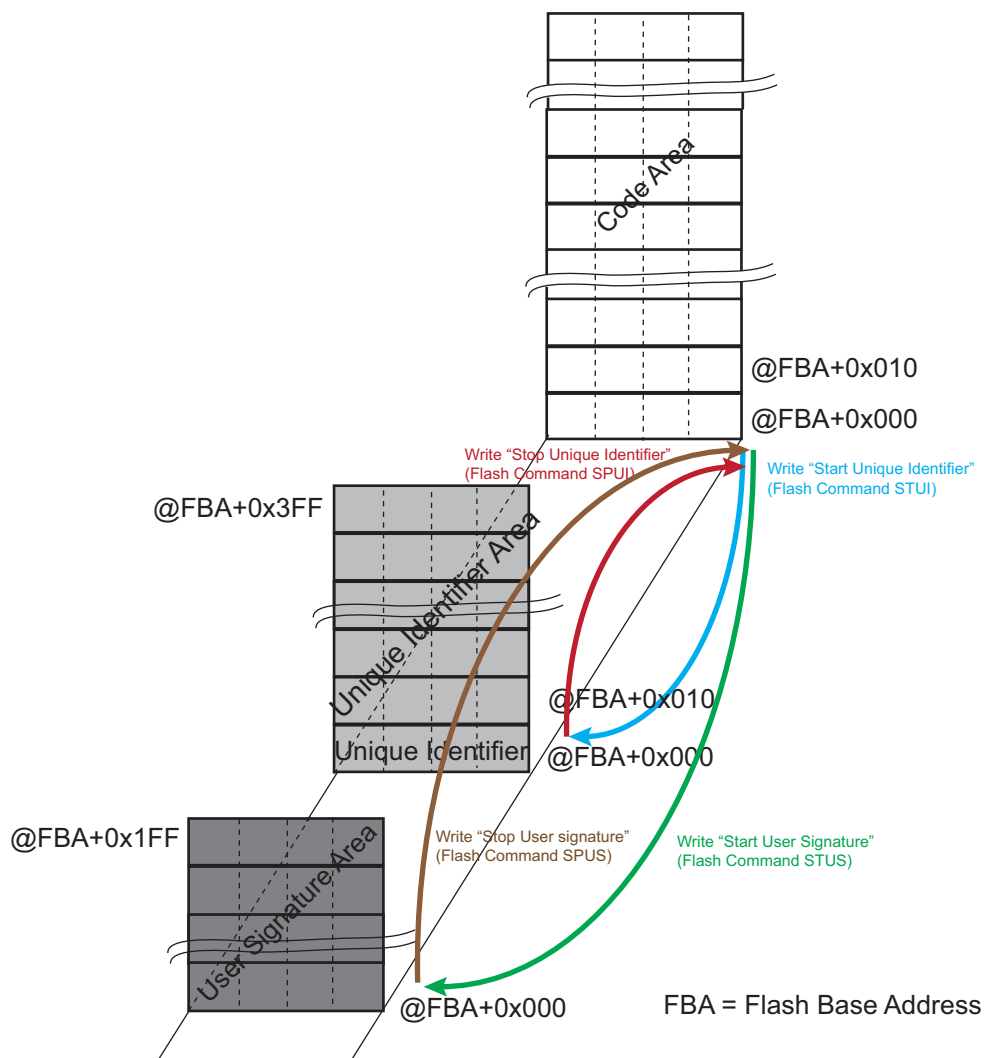 Code Area
@FBA+0x010
@FBA+0x000
Write “Stop Unique Identifier”
(Flash Command SPUI)
Write “Start Unique Identifier”
(Flash Command STUI)
@FBA+0x3FF
Unique Identifier Area
@FBA+0x010
Unique Identifier
@FBA+0x000
@FBA+0x1FF
User Signature Area
Write “Stop User signature”
(Flash Command SPUS)
Write “Start User Signature”
(Flash Command STUS)
@FBA+0x000
FBA = Flash Base Address